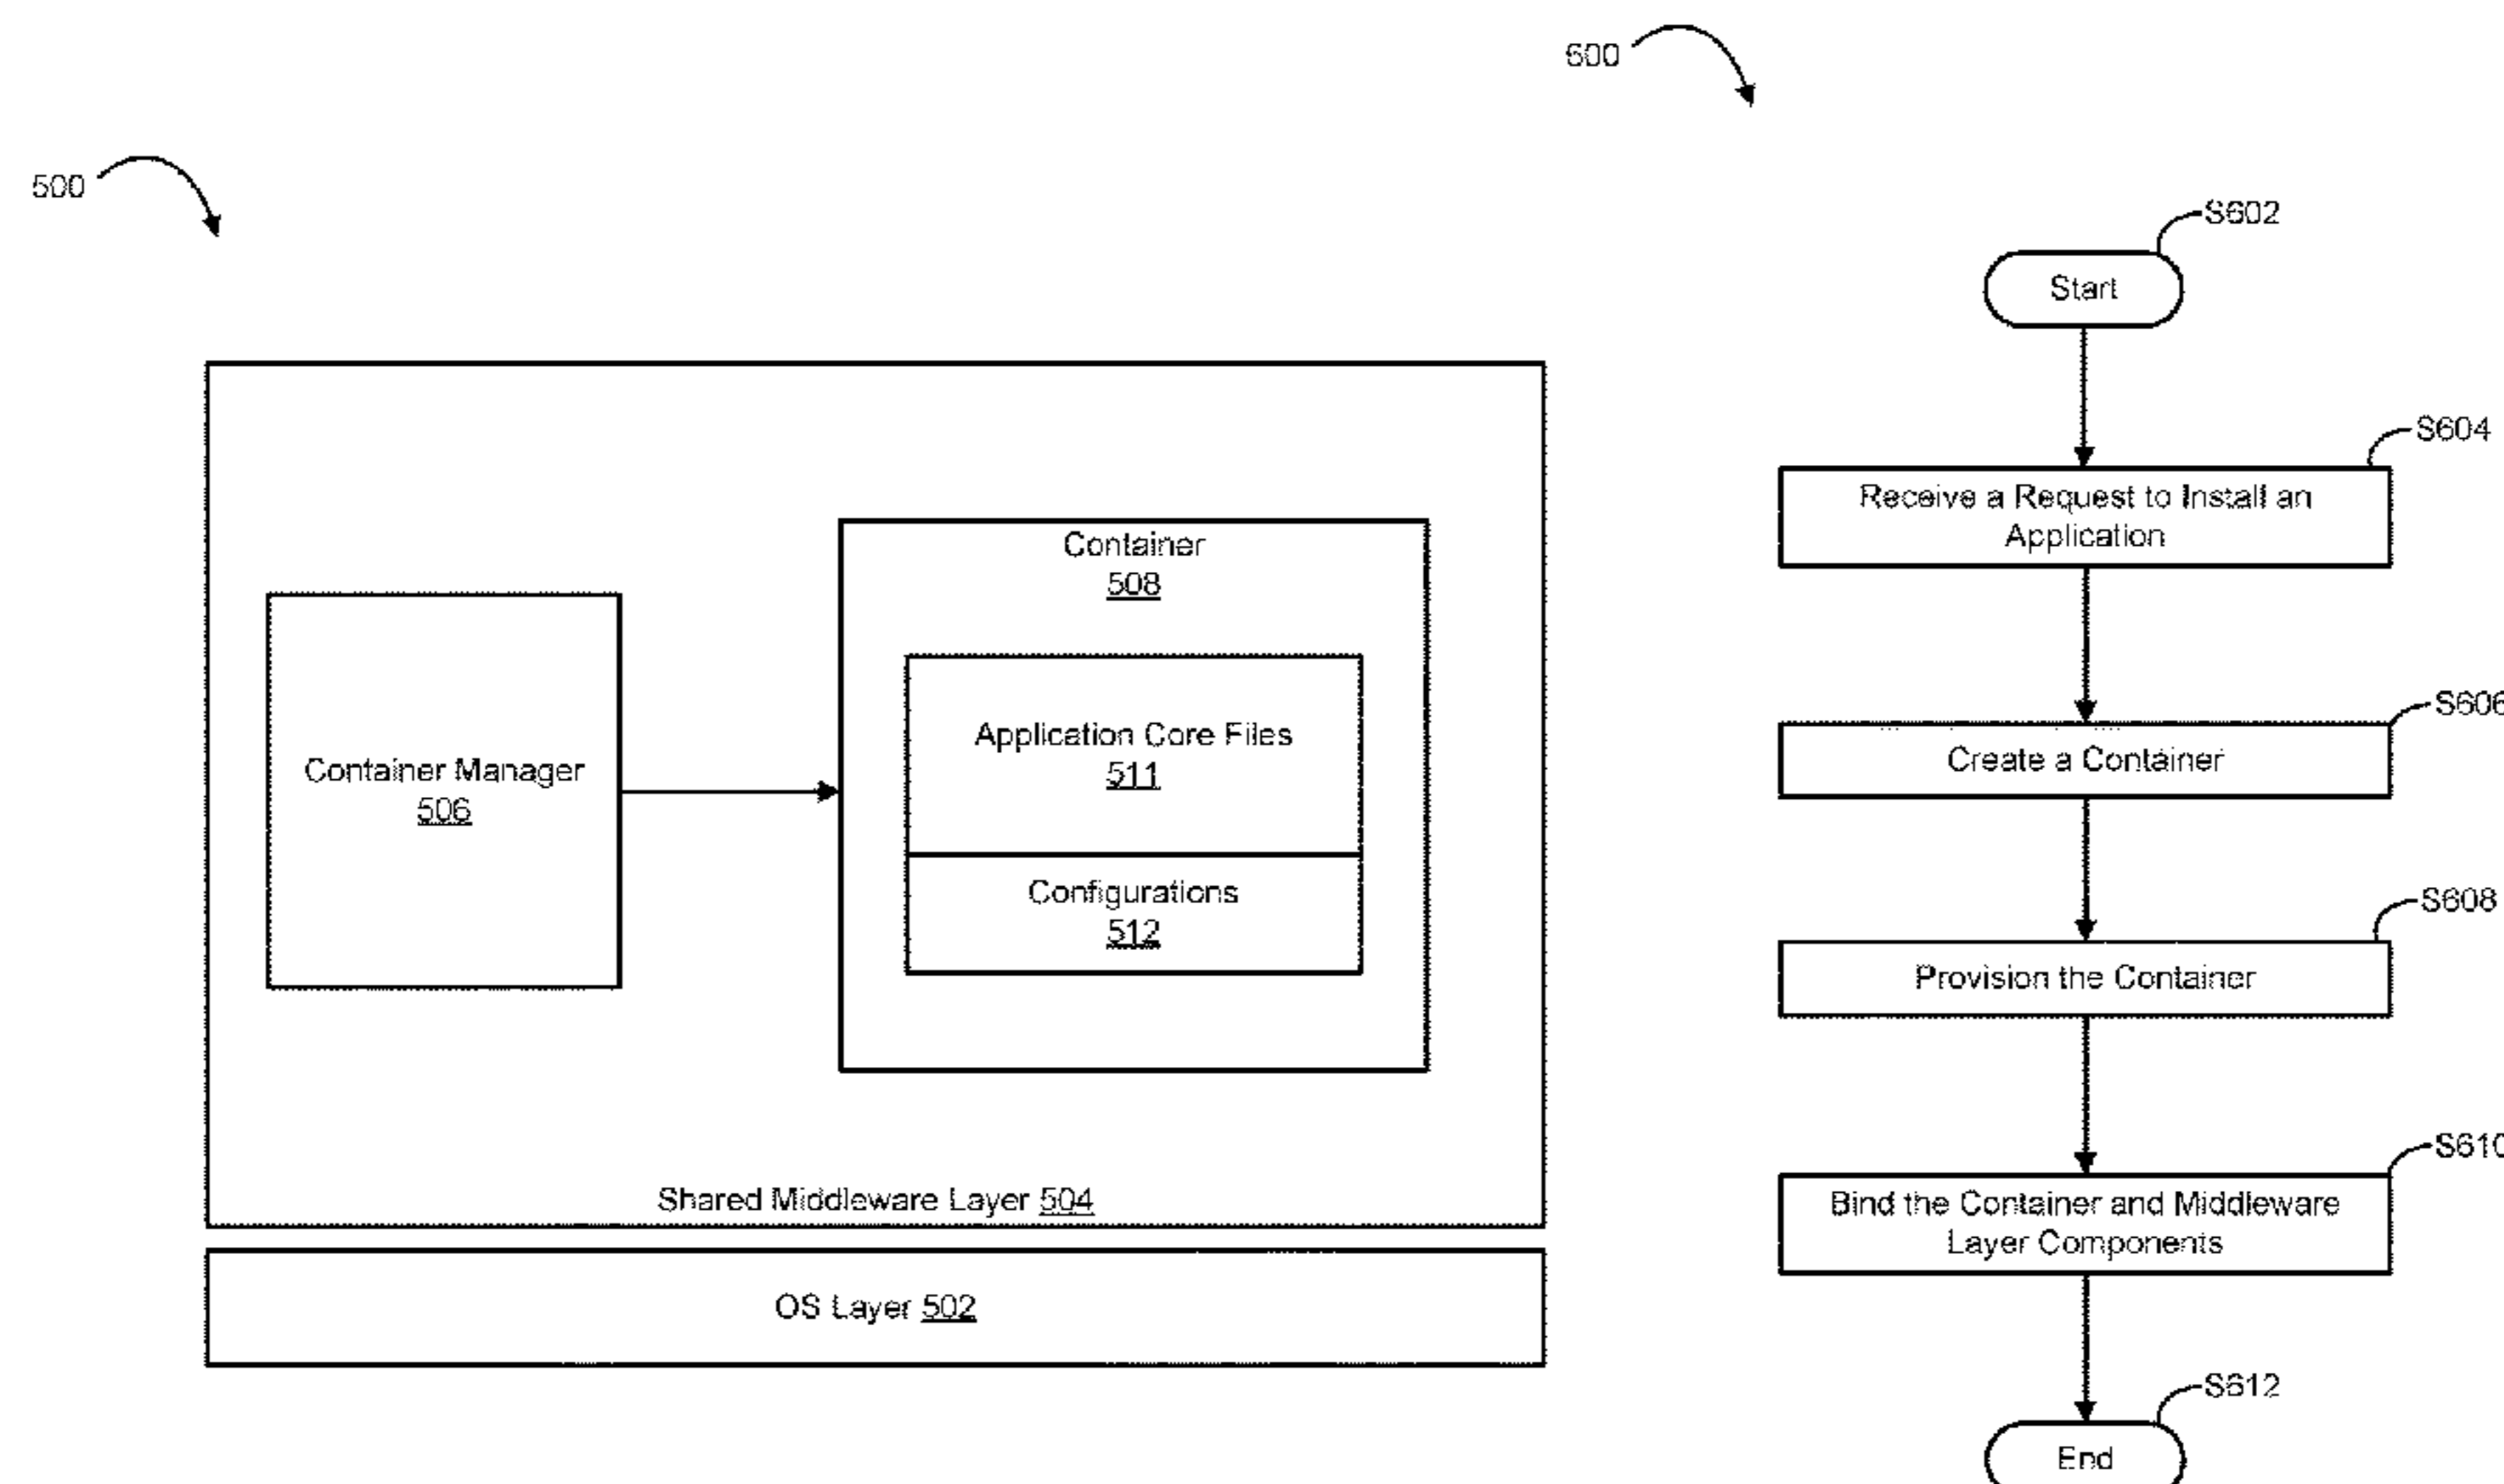 500
Container Manager
506
Container
508
Application Core Files
511
Configurations
512
Shared Middleware Layer 504
OS Layer 502
600
S602
Start
S604
Receive a Request to Install an
Application
S606
Create a Container
S608
Provision the Container
S610
Bind the Container and Middleware
Layer Components
S612
End